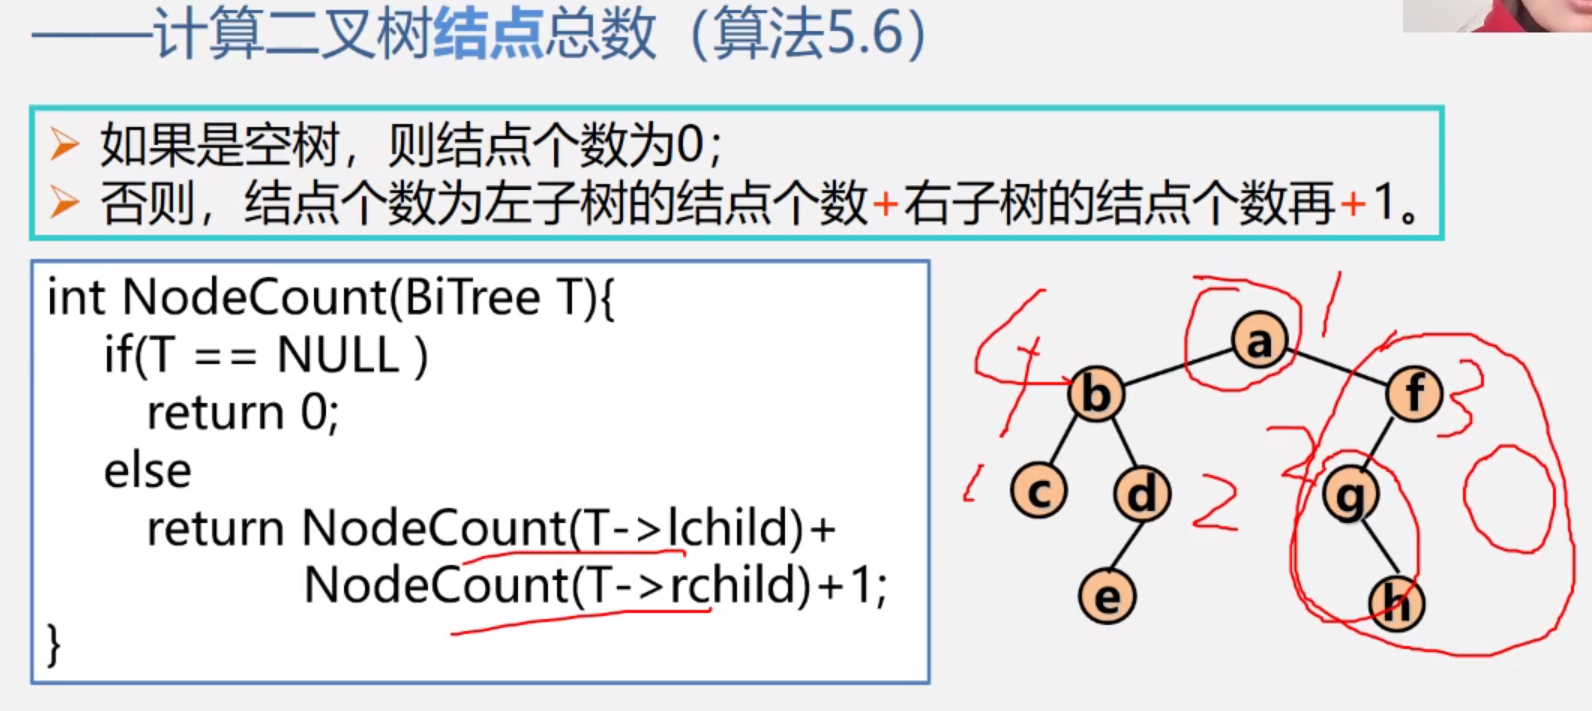 ——计算二叉树结点总数（算法5.6）
➢ 如果是空树，则结点个数为0；
➢ 否则，结点个数为左子树的结点个数+右子树的结点个数再+1。
int NodeCount(BiTree T){
if(T == NULL )
return 0;
else
return NodeCount(T->lchild)+
NodeCount(T->rchild)+1;
}
a 1
4 b f 3
1 c d 2 2 g
e h